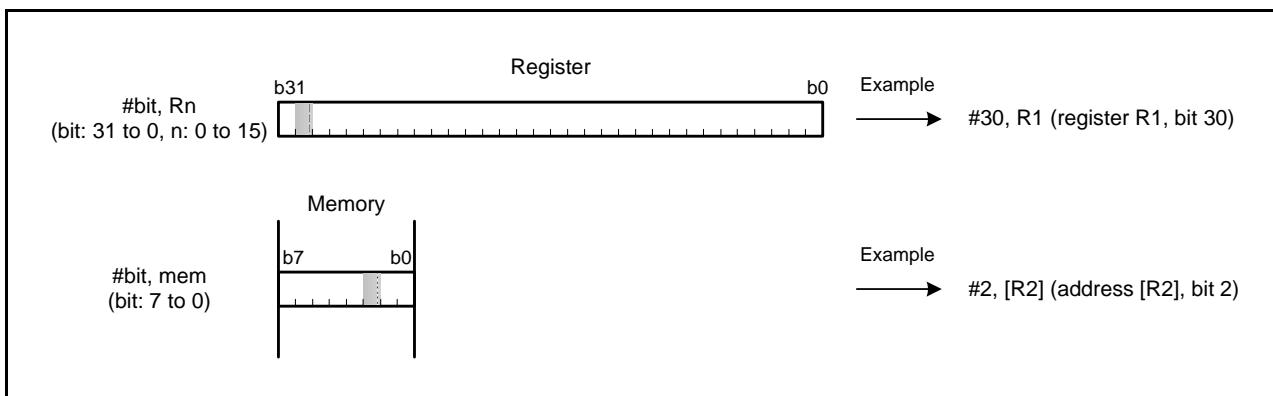 Register
b31 b0
#bit, Rn
(bit: 31 to 0, n: 0 to 15)
Example
#30, R1 (register R1, bit 30)
Memory
b7 b0
#bit, mem
(bit: 7 to 0)
Example
#2, [R2] (address [R2], bit 2)